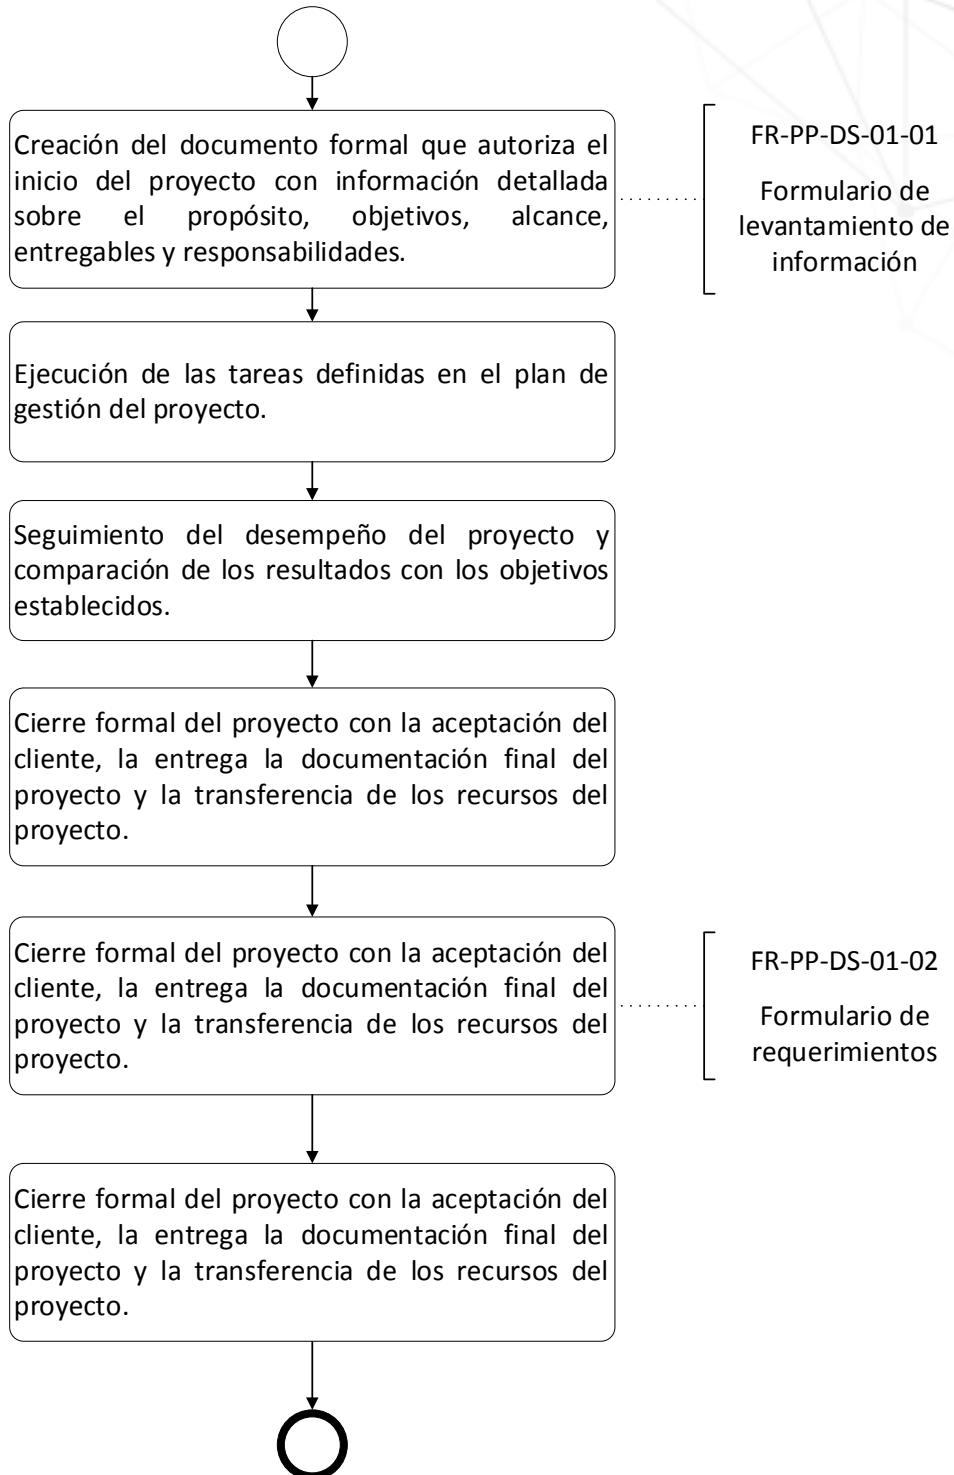 Creación del documento formal que autoriza el
inicio del proyecto con información detallada
sobre el propósito, objetivos, alcance,
entregables y responsabilidades.
FR-PP-DS-01-01
Formulario de
levantamiento de
información
Ejecución de las tareas definidas en el plan de
gestión del proyecto.
Seguimiento del desempeño del proyecto y
comparación de los resultados con los objetivos
establecidos.
Cierre formal del proyecto con la aceptación del
cliente, la entrega la documentación final del
proyecto y la transferencia de los recursos del
proyecto.
Cierre formal del proyecto con la aceptación del
cliente, la entrega la documentación final del
proyecto y la transferencia de los recursos del
proyecto.
FR-PP-DS-01-02
Formulario de
requerimientos
Cierre formal del proyecto con la aceptación del
cliente, la entrega la documentación final del
proyecto y la transferencia de los recursos del
proyecto.